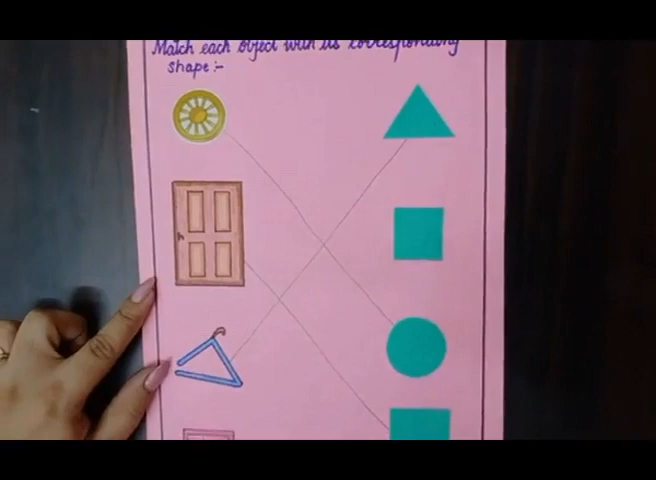 Match each object with its corresponding
shape :-